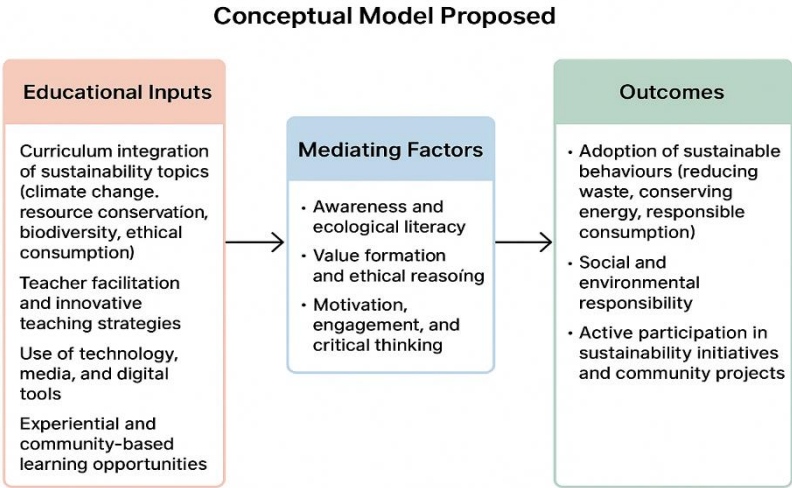 Conceptual Model Proposed
Educational Inputs
Curriculum integration
of sustainability topics
(climate change.
resource conservation,
biodiversity, ethical
consumption)
Teacher facilitation
and innovative
teaching strategies
Use of technology,
media, and digital
tools
Experiential and
community-based
learning opportunities
Mediating Factors
• Awareness and
ecological literacy
• Value formation
and ethical reasoing
• Motivation,
engagement, and
critical thinking
Outcomes
• Adoption of sustainable
behaviours (reducing
waste, conserving
energy, responsible
consumption)
• Social and
environmental
responsibility
• Active participation in
sustainability initiatives
and community projects